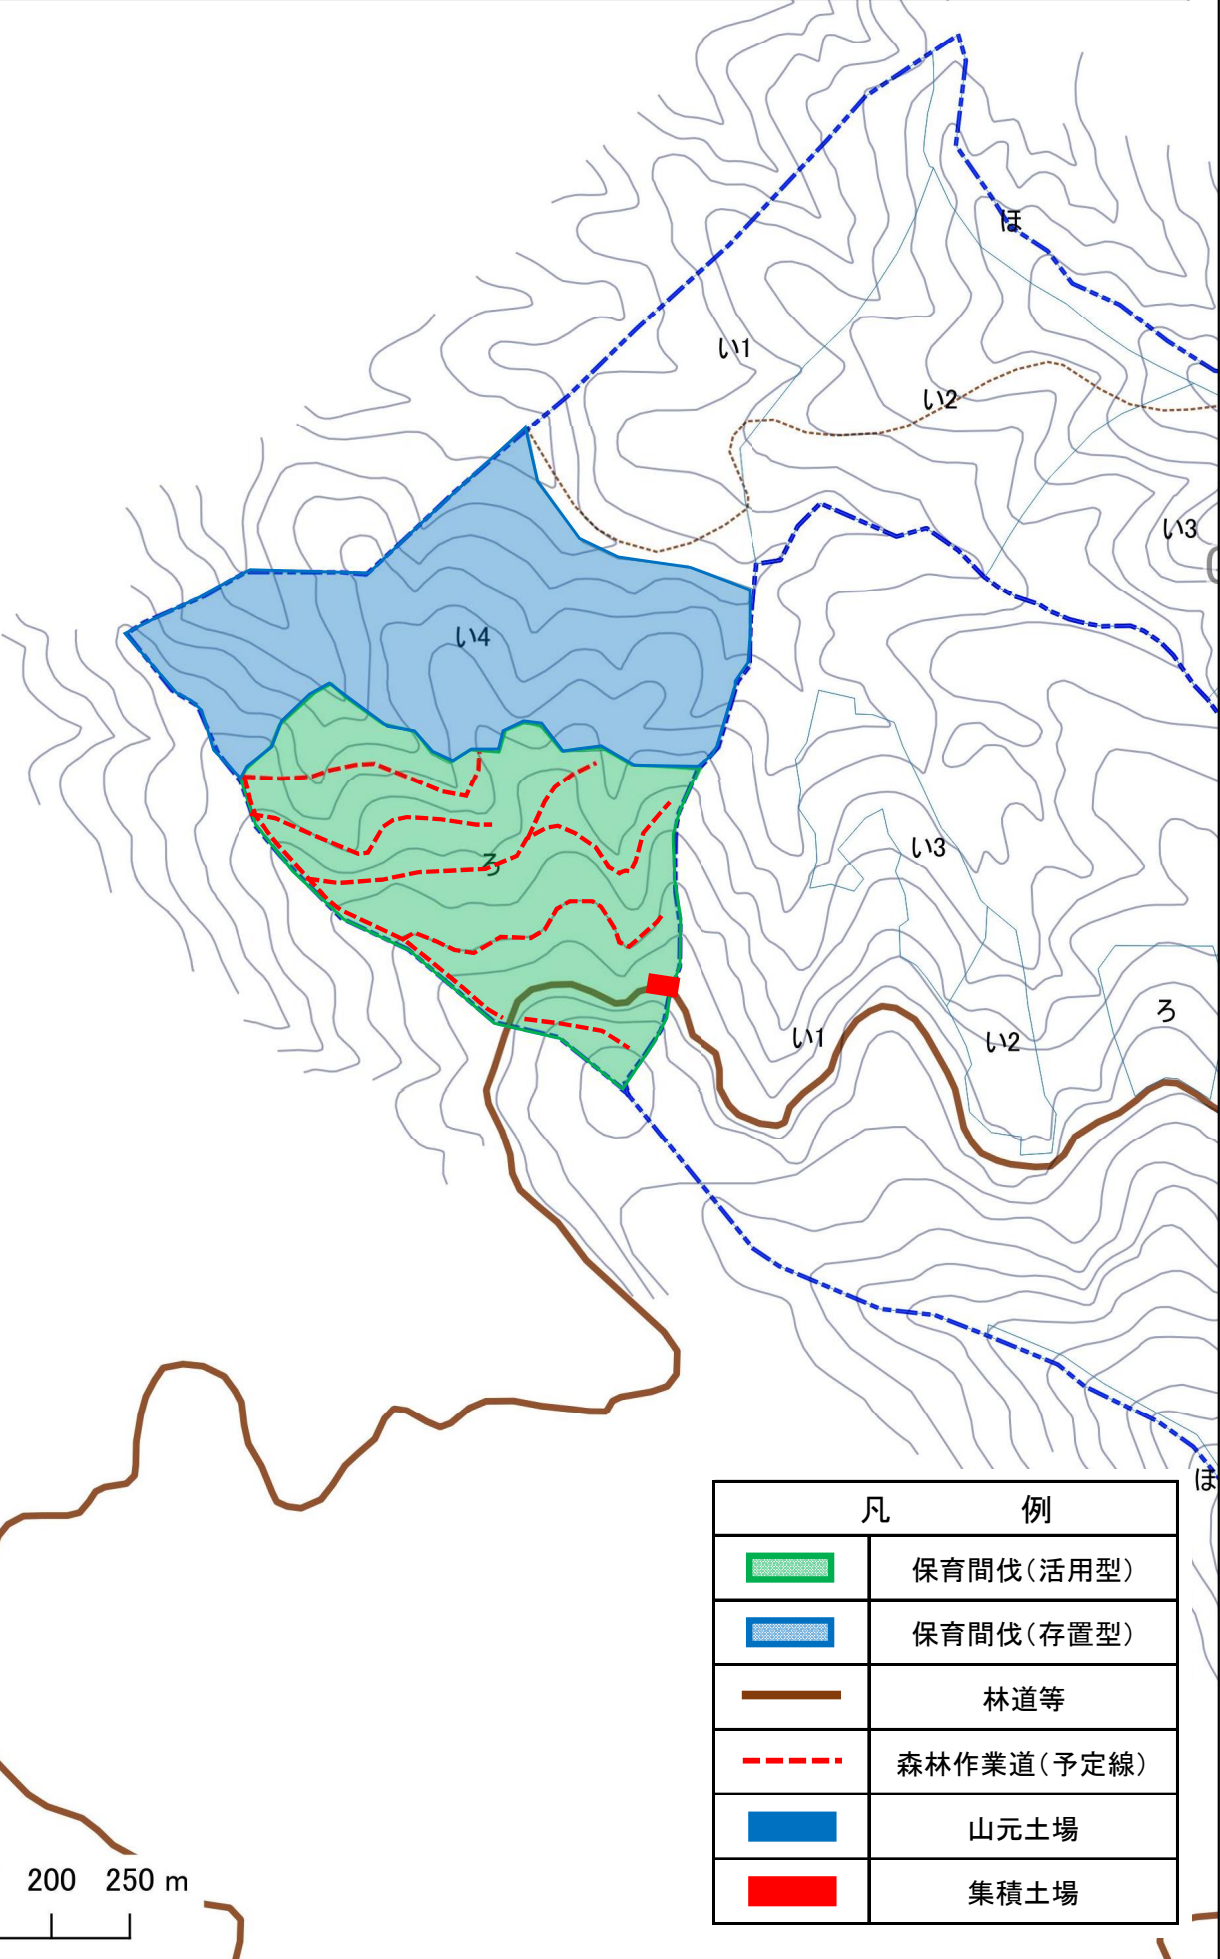 ほ
い1
い2
い3
い4
い3
ろ
ろ
い1
い2
ほ
凡 例
保育間伐(活用型)
保育間伐(存置型)
林道等
森林作業道(予定線)
山元土場
集積土場
200 250 m